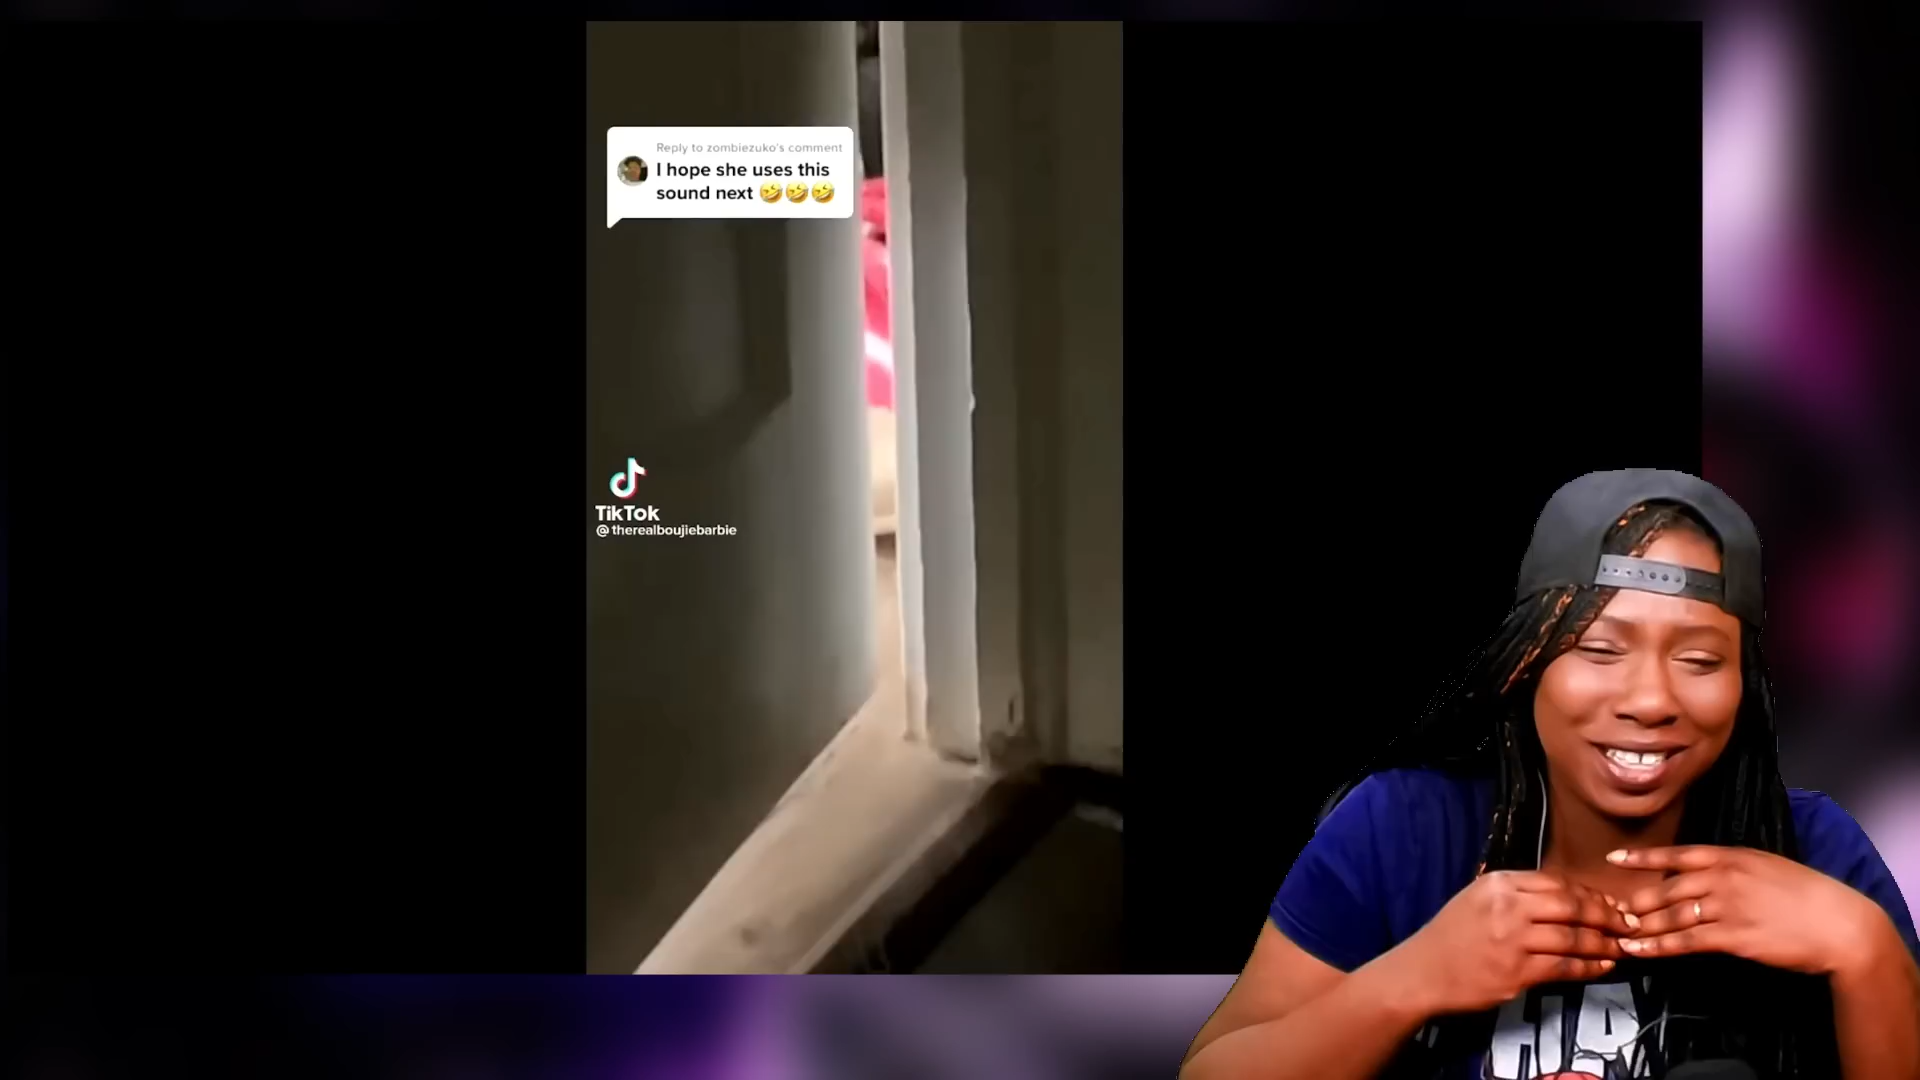 Reply to zombiezuko's comment
I hope she uses this
sound next 🤣🤣🤣
TikTok
@therealboujiebarbie